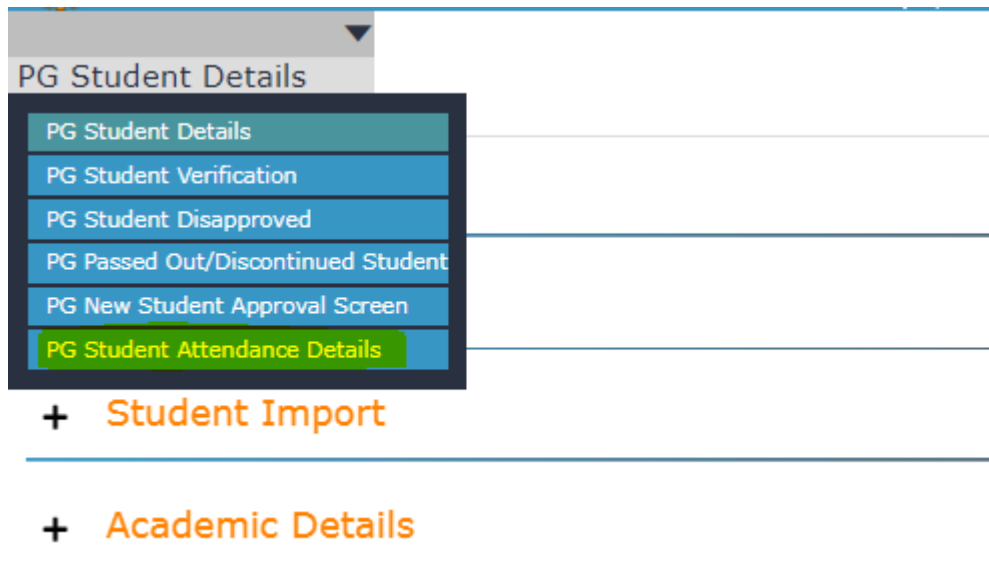 PG Student Details
PG Student Details
PG Student Verification
PG Student Disapproved
PG Passed Out/Discontinued Student
PG New Student Approval Screen
PG Student Attendance Details
+ Student Import
+ Academic Details